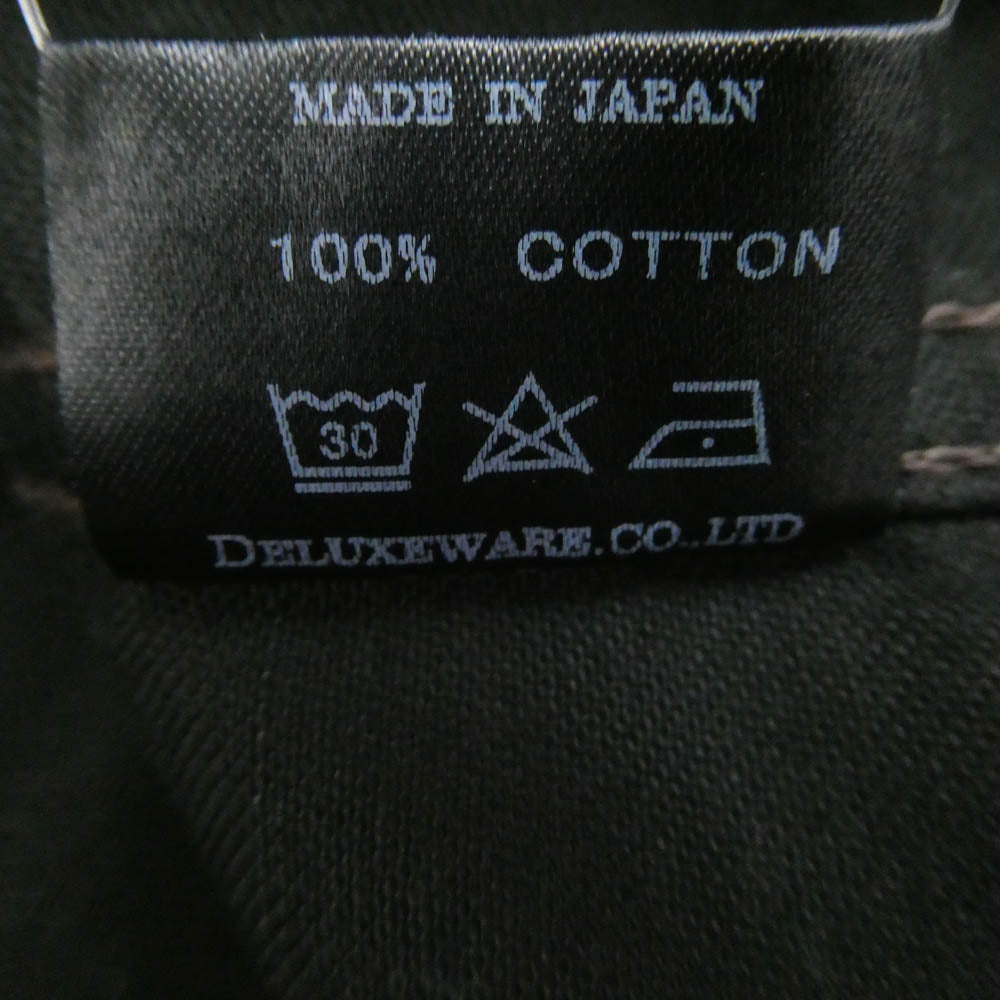 MADE IN JAPAN
100% COTTON
30
DELUXEWARE.CO.,LTD